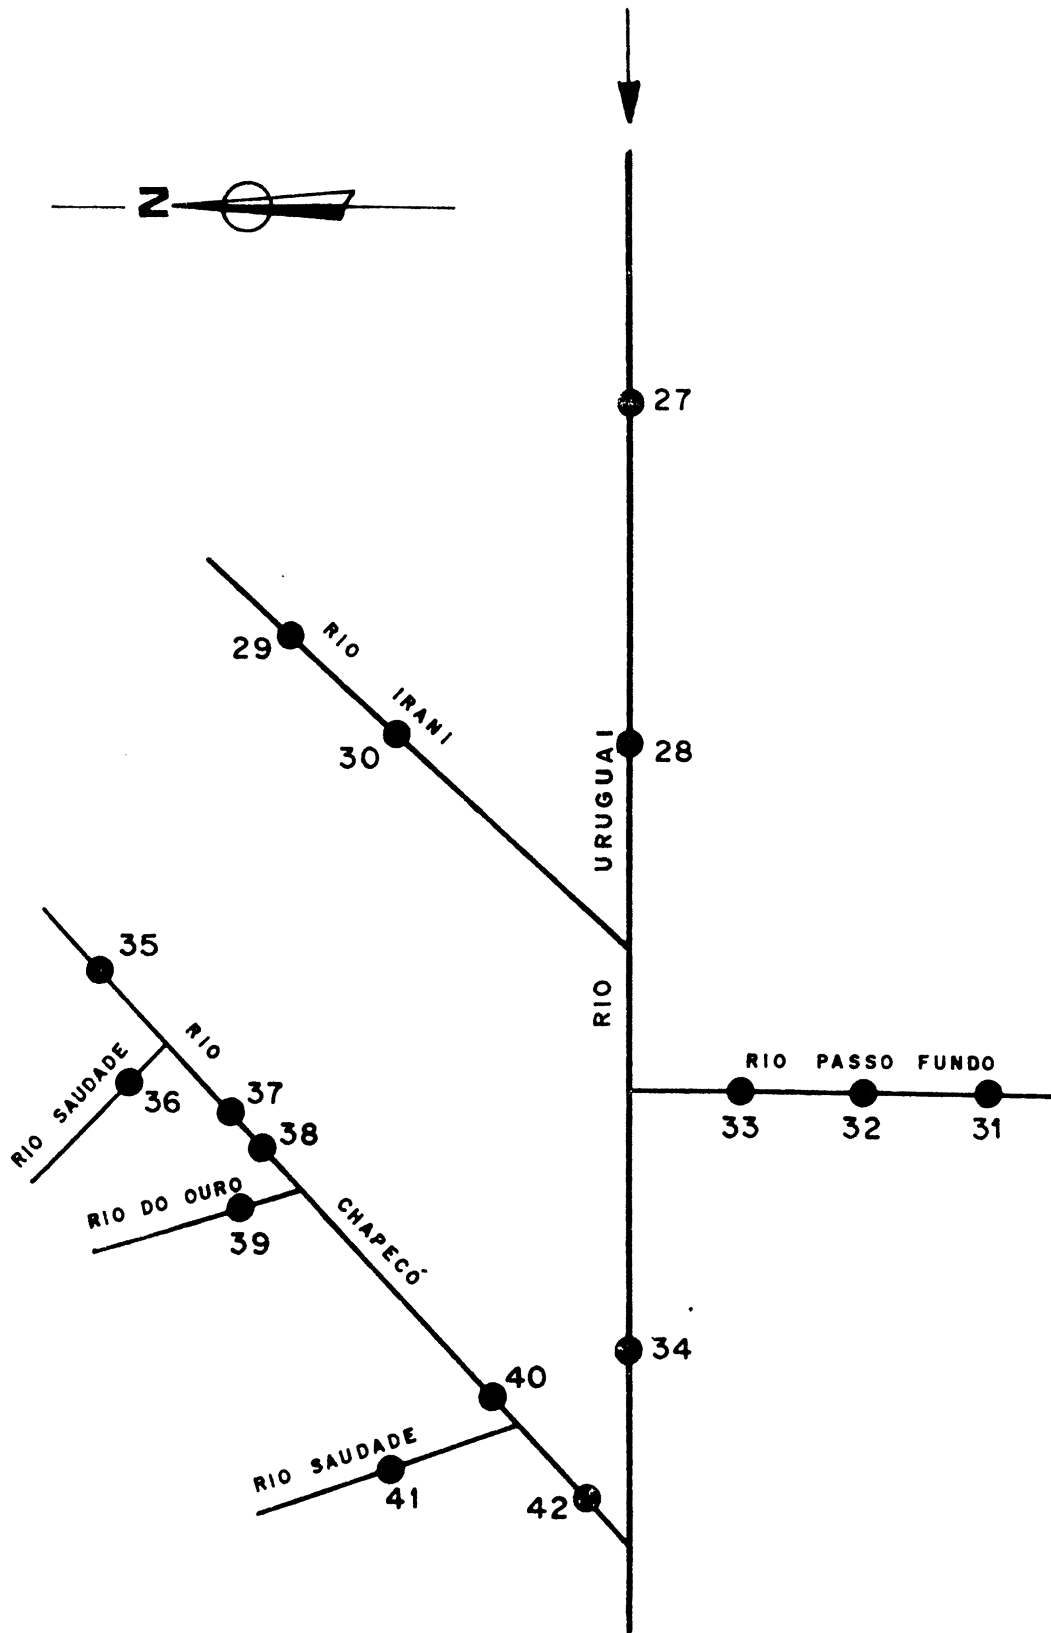 N
27
RIO IRANI
29
30
28
RIO URUGUAI
35
RIO SAUDADE
36
RIO CHAPECÓ
37
38
RIO PASSO FUNDO
33 32 31
RIO DO OURO
39
34
40
RIO SAUDADE
41
42